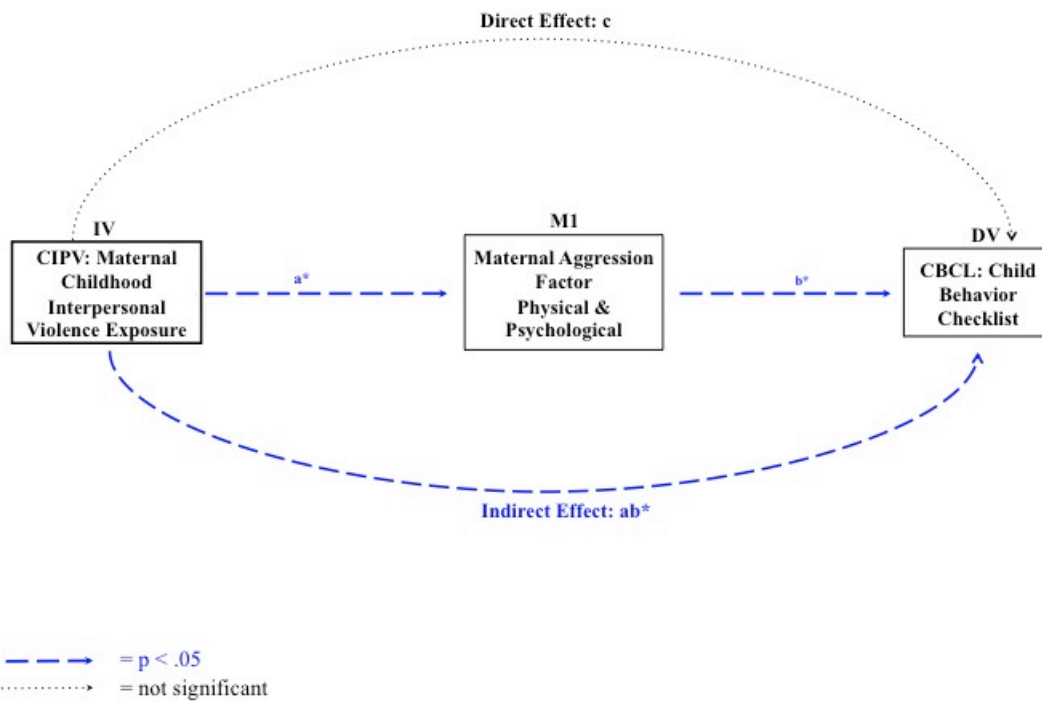 Direct Effect: c
IV
CIPV: Maternal
Childhood
Interpersonal
Violence Exposure
a*
M1
Maternal Aggression
Factor
Physical &
Psychological
b*
DV
CBCL: Child
Behavior
Checklist
Indirect Effect: ab*
= p < .05
= not significant